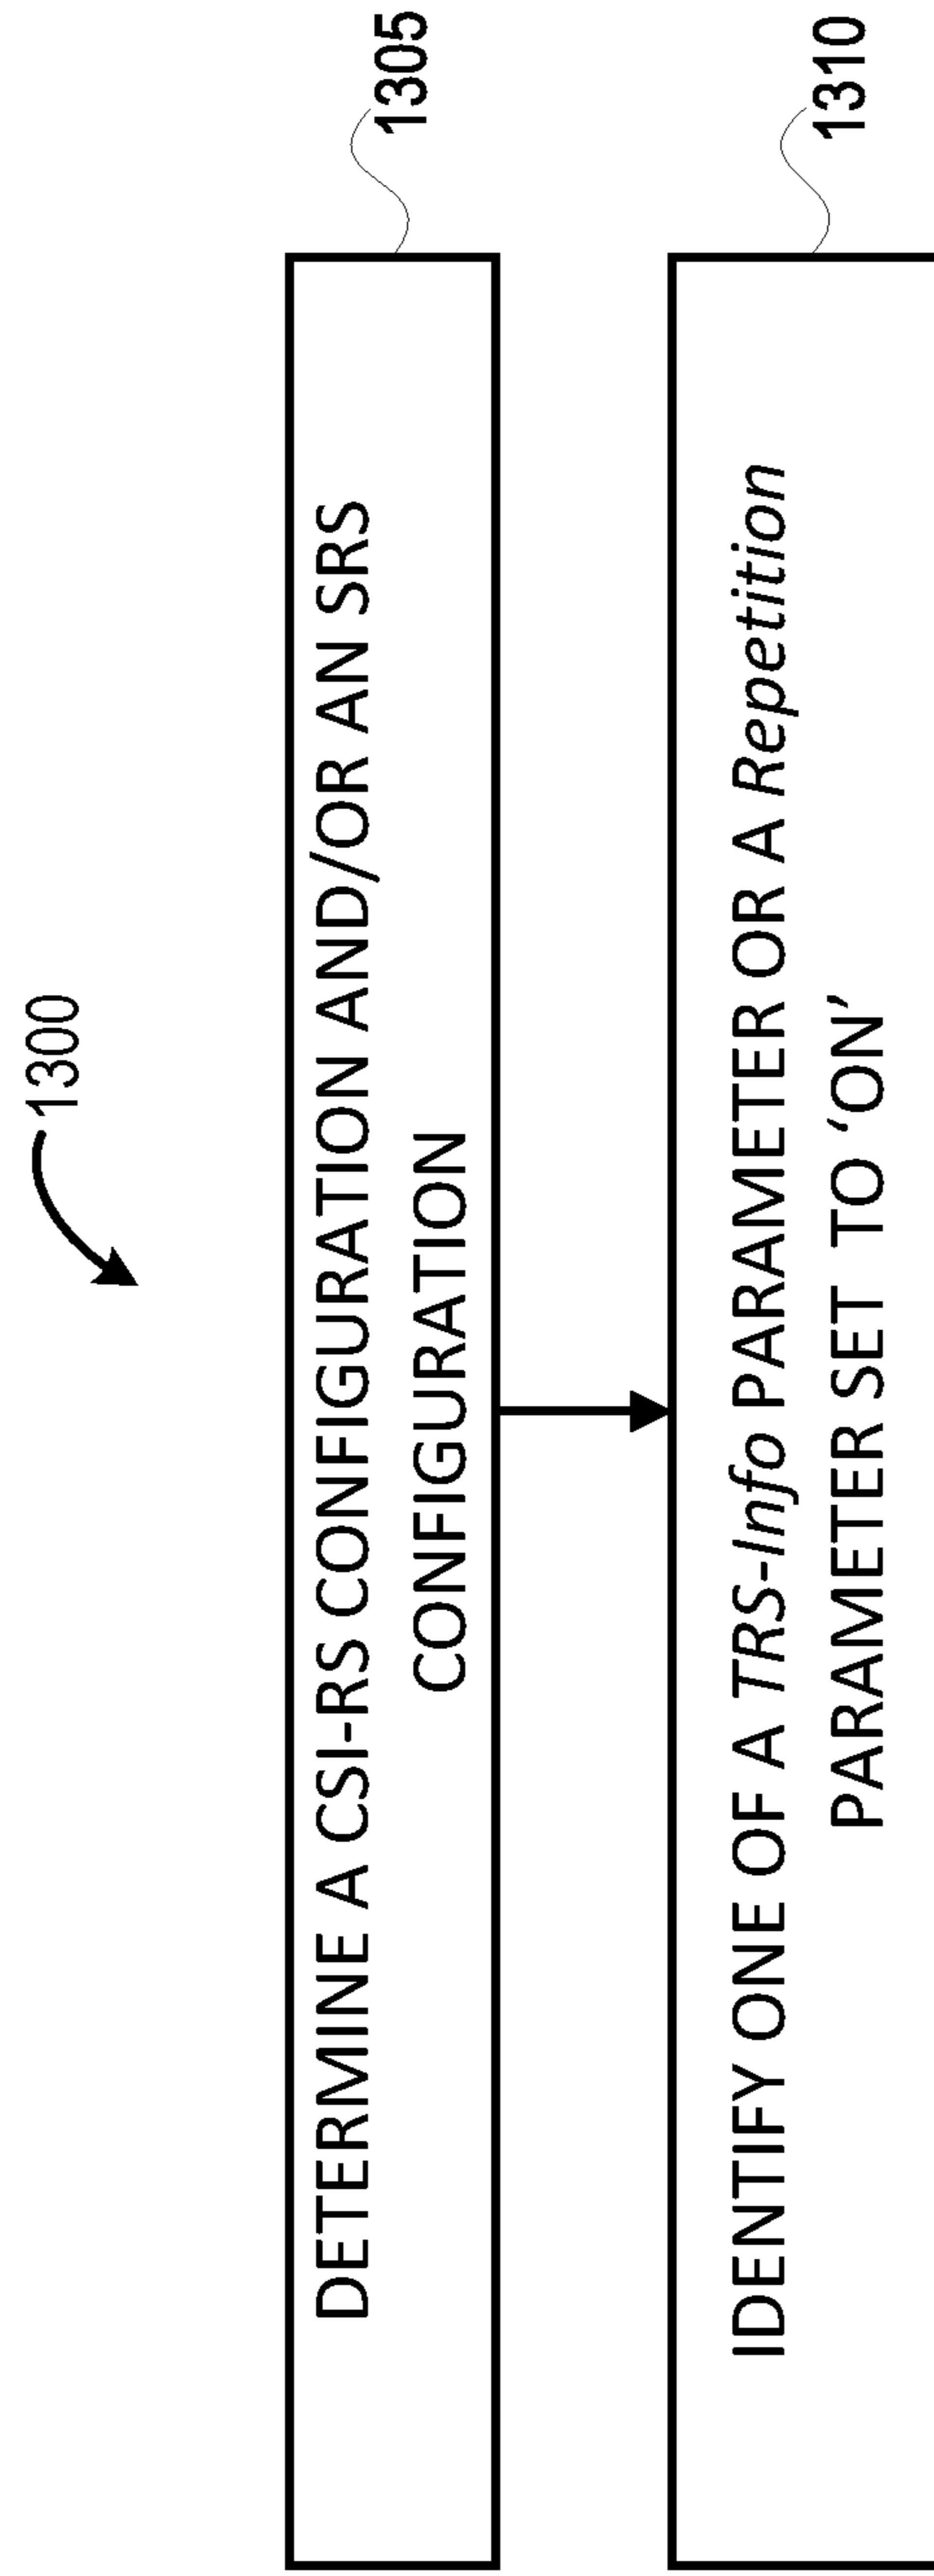 1300
DETERMINE A CSI-RS CONFIGURATION AND/OR AN SRS
CONFIGURATION
1305
IDENTIFY ONE OF A TRS-Info PARAMETER OR A Repetition
PARAMETER SET TO ‘ON’
1310